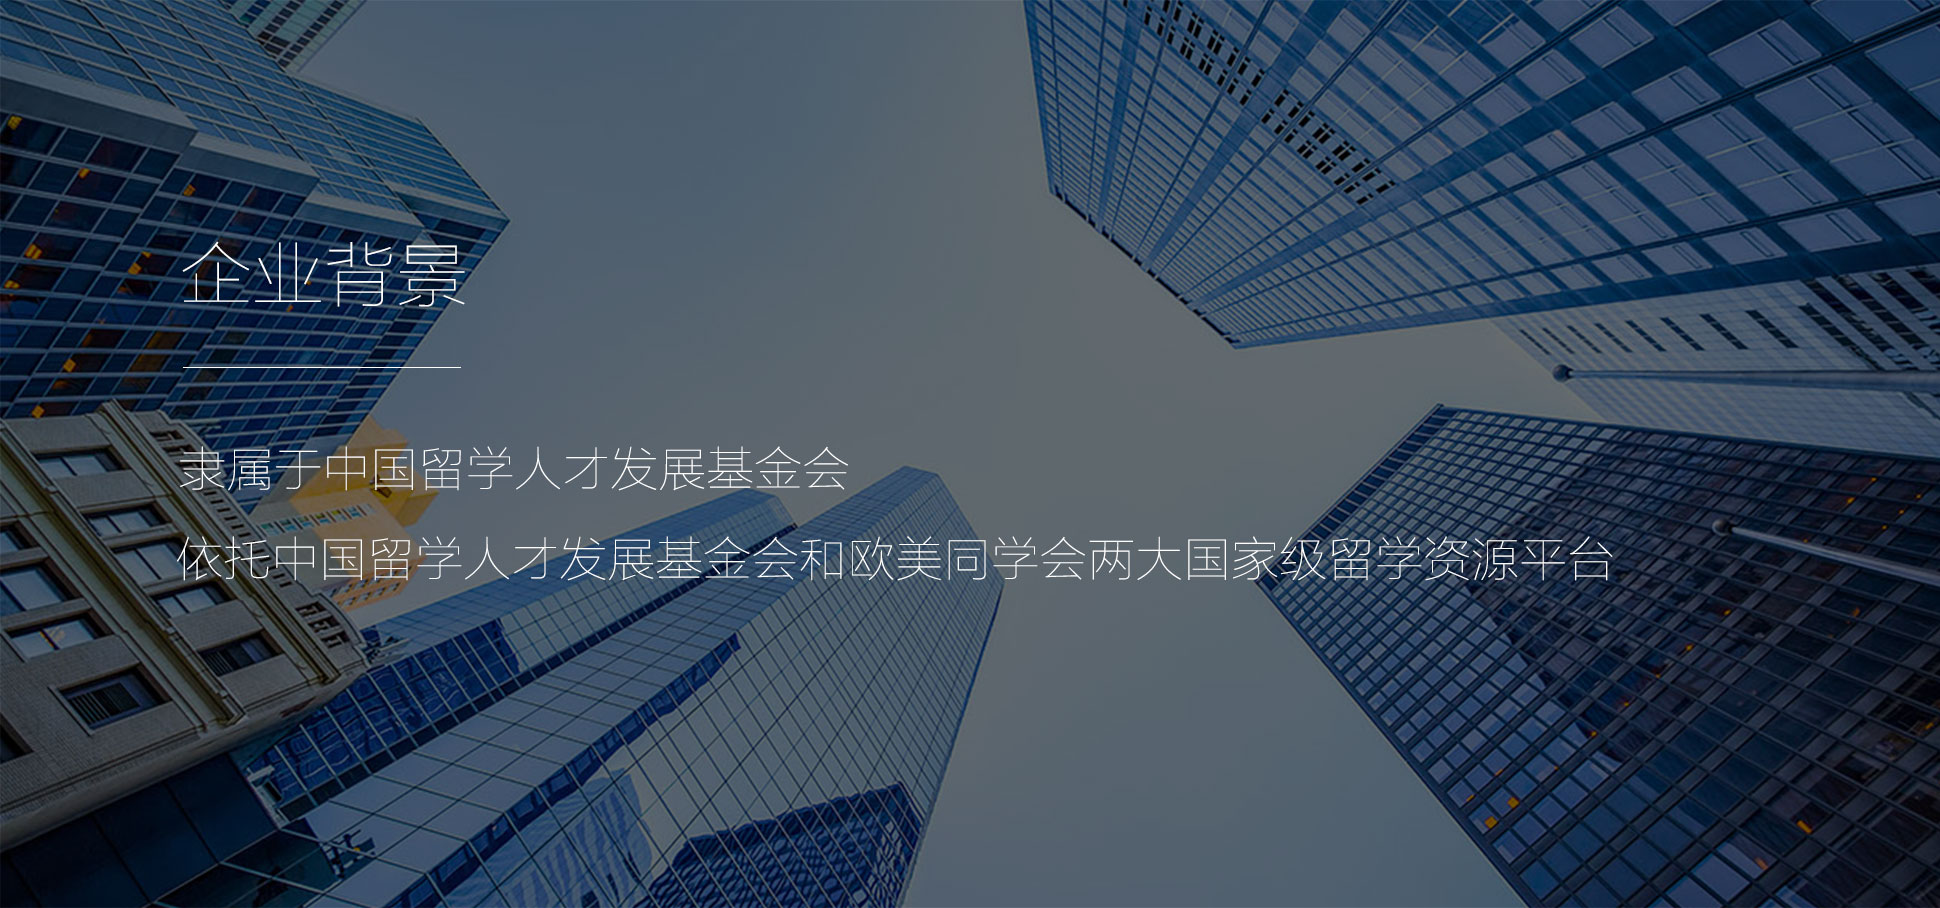 企业背景
隶属于中国留学人才发展基金会
依托中国留学人才发展基金会和欧美同学会两大国家级留学资源平台